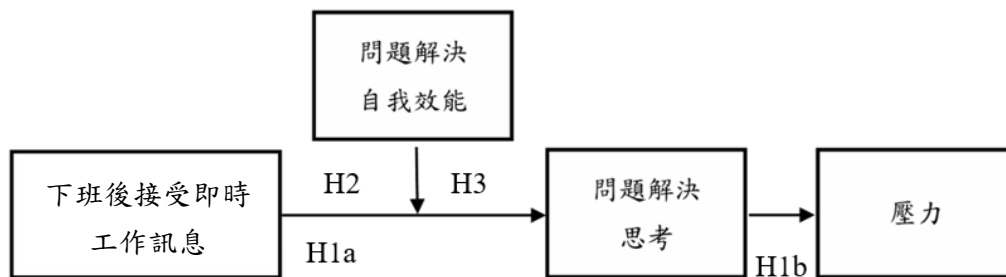 問題解決
自我效能
H2
H3
下班後接受即時
工作訊息
H1a
問題解決
思考
H1b
壓力